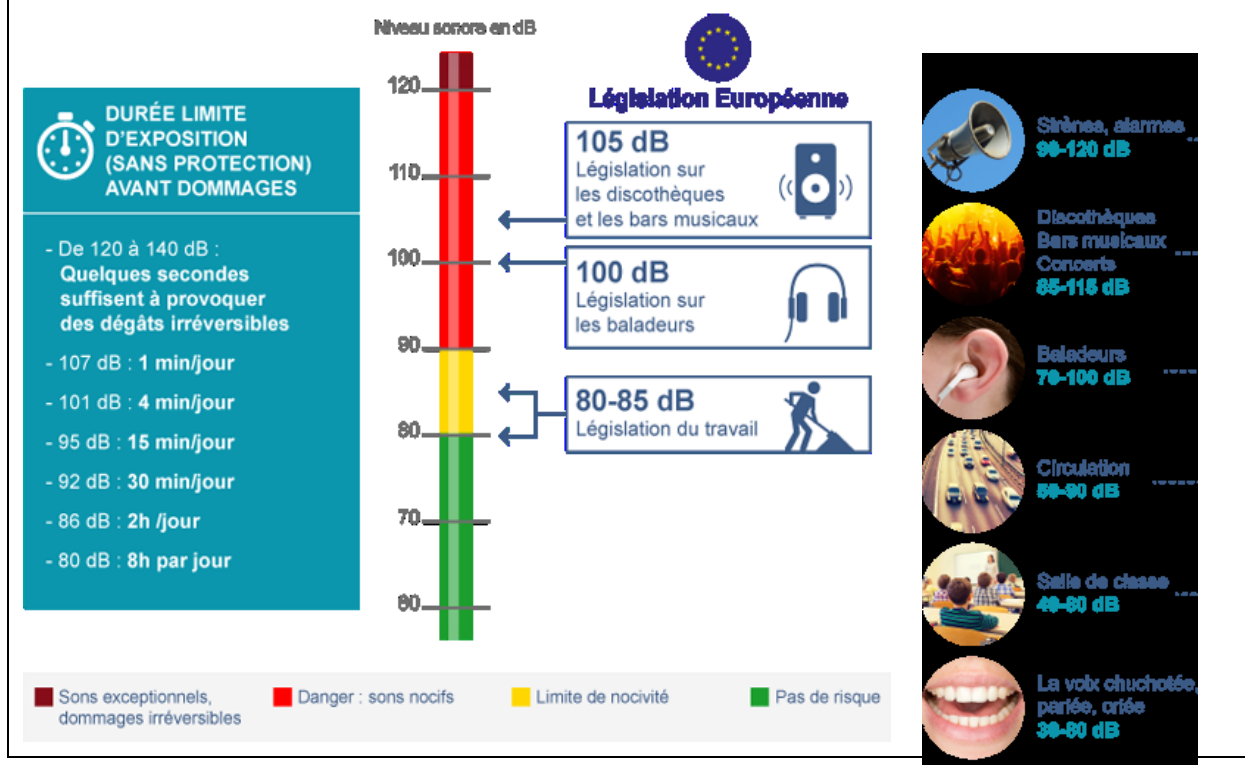 Niveau sonore en dB
DURÉE LIMITE
D'EXPOSITION
(SANS PROTECTION)
AVANT DOMMAGES
- De 120 à 140 dB :
Quelques secondes
suffisent à provoquer
des dégâts irréversibles
- 107 dB : 1 min/jour
- 101 dB : 4 min/jour
- 95 dB : 15 min/jour
- 92 dB : 30 min/jour
- 86 dB : 2h /jour
- 80 dB : 8h par jour
120
110
100
90
80
70
60
Législation Européenne
105 dB
Législation sur
les discothèques
et les bars musicaux
100 dB
Législation sur
les baladeurs
80-85 dB
Législation du travail
Sirènes, alarmes
90-120 dB
Discothèques
Bars musicaux
Concerts
85-115 dB
Baladeurs
70-100 dB
Circulation
50-90 dB
Salle de classe
40-80 dB
La voix chuchotée,
parlée, criée
30-80 dB
Sons exceptionnels,
dommages irréversibles
Danger : sons nocifs
Limite de nocivité
Pas de risque